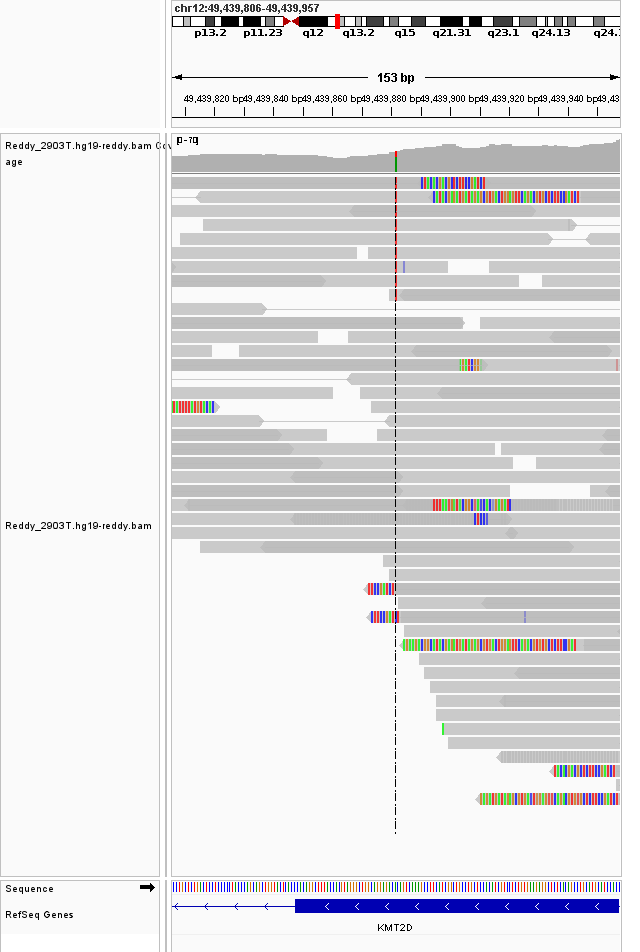 chr12:49,439,806-49,439,957
p13.2 p11.23 q12 q13.2 q15 q21.31 q23.1 q24.13 q24.
153 bp
49,439,820 bp 49,439,840 bp 49,439,860 bp 49,439,880 bp 49,439,900 bp 49,439,920 bp 49,439,940 bp 49,43
Reddy_2903T.hg19-reddy.bam Cov
age
[0-70]
Reddy_2903T.hg19-reddy.bam
Sequence
RefSeq Genes
KMT2D